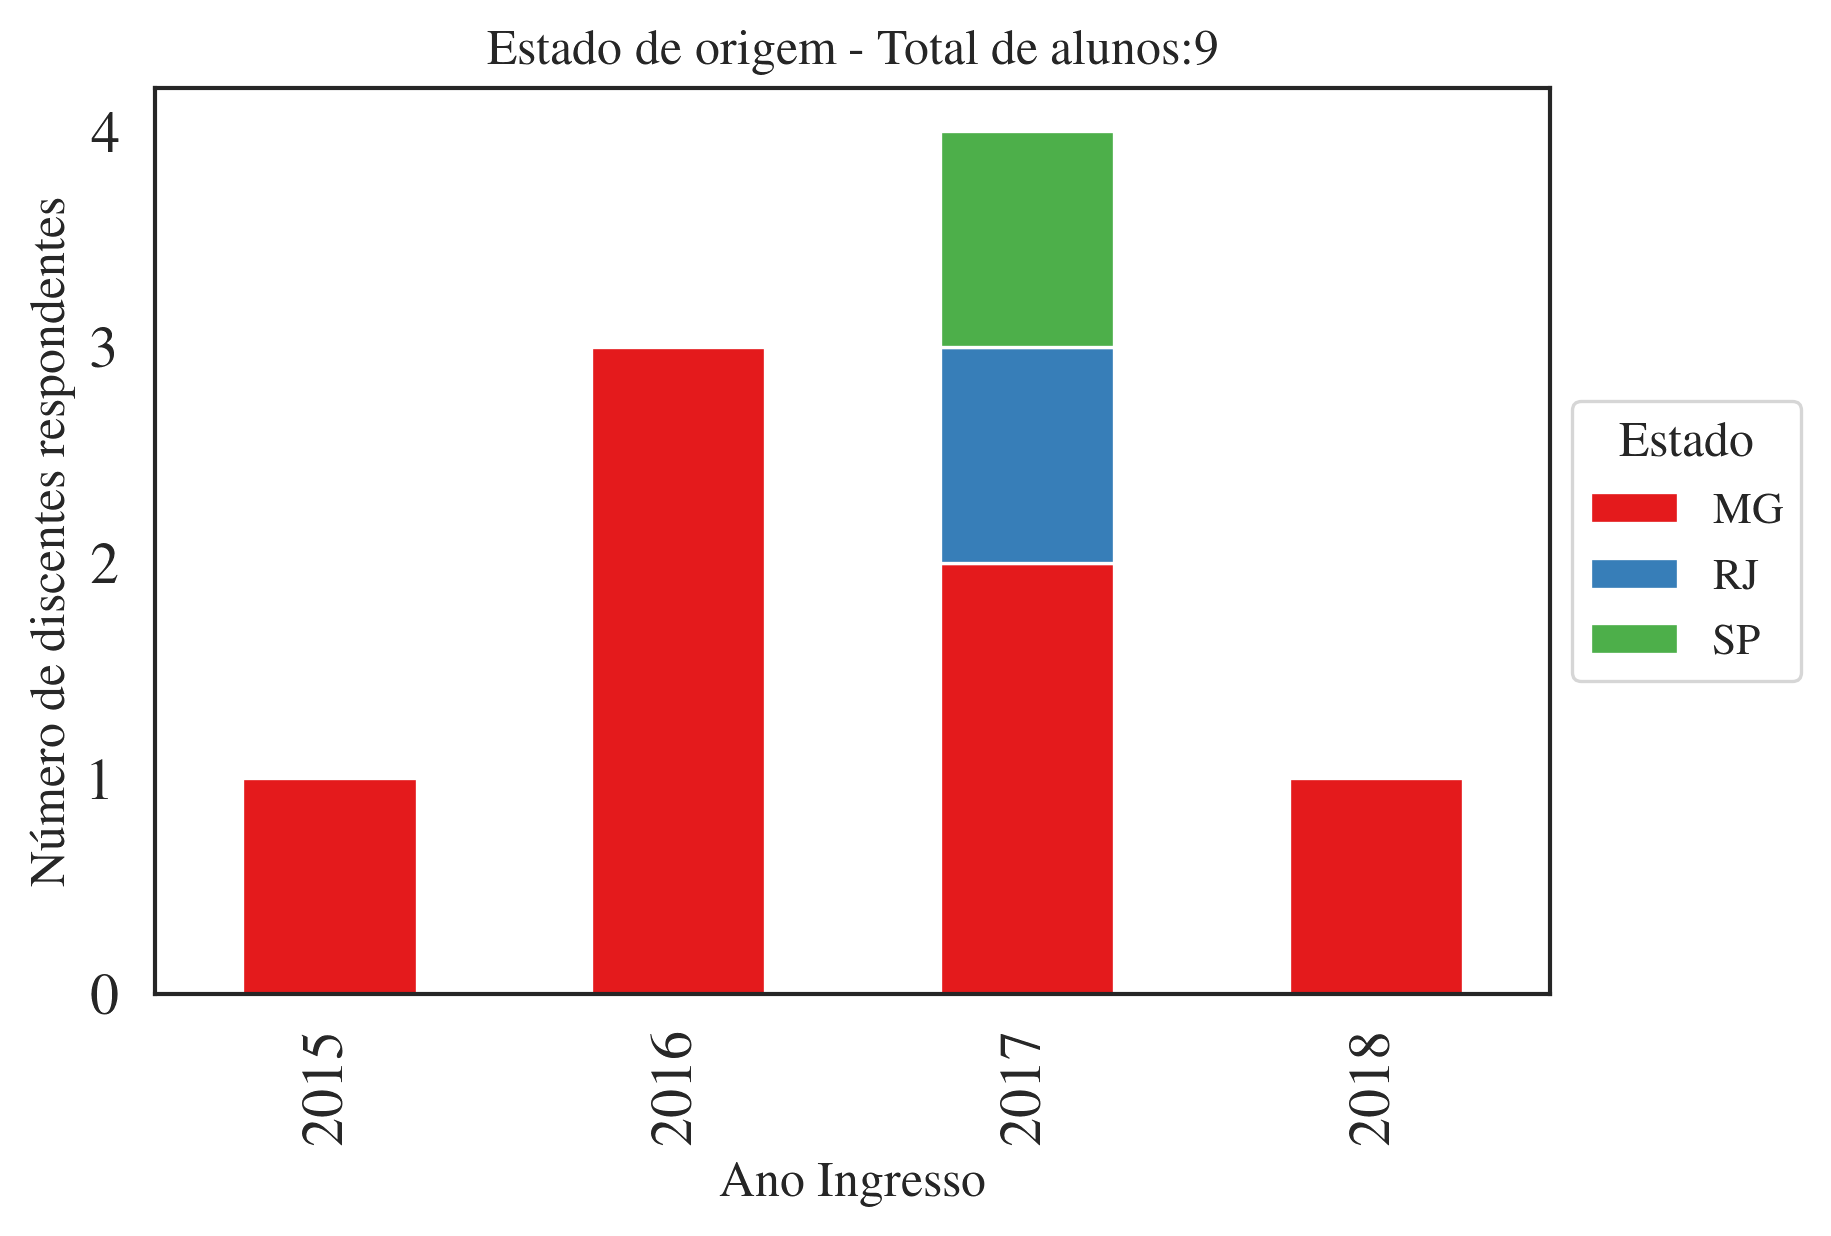 Estado de origem - Total de alunos:9
Número de discentes respondentes
4
3
2
1
0
2015
2016
2017
2018
Ano Ingresso
Estado
MG
RJ
SP